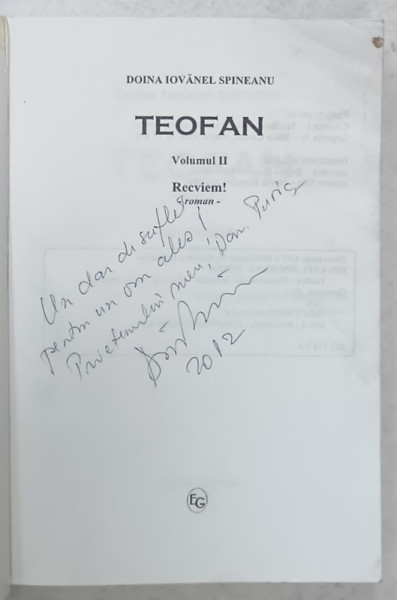 DOINA IOVĂNEL SPINEANU
TEOFAN
Volumul II
Recviem!
- roman -
Un dar de suflet
pentru un om ales!
Prietenului meu, Dan Puric
2012
EG